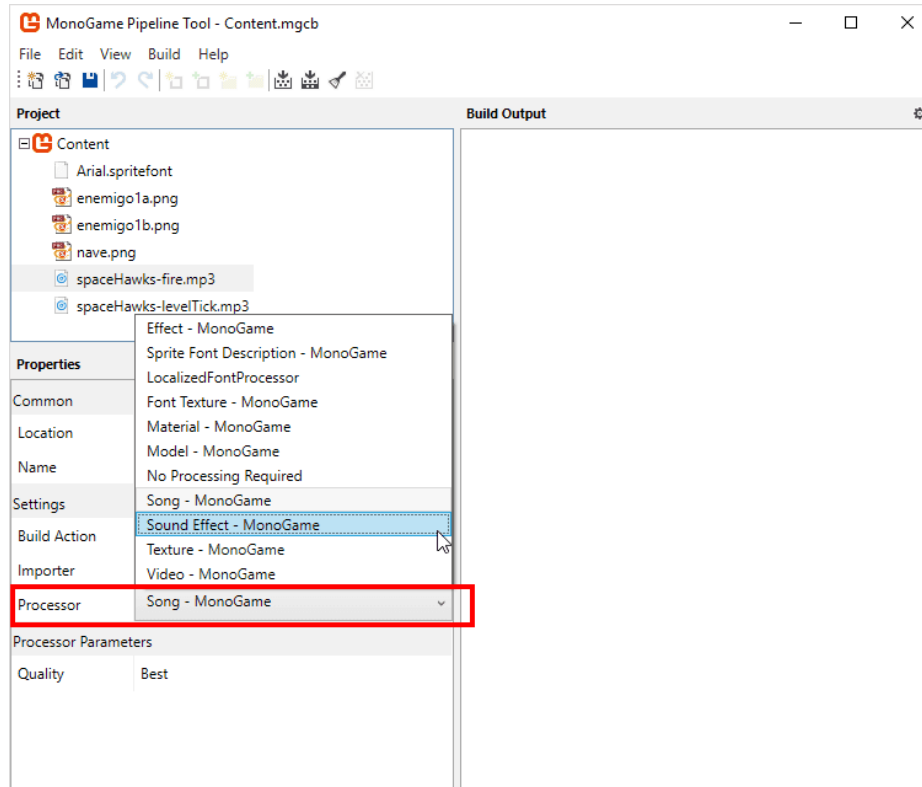 MonoGame Pipeline Tool - Content.mgcb
File Edit View Build Help
Project
Build Output
Content
Arial.spritefont
enemigo1a.png
enemigo1b.png
nave.png
spaceHawks-fire.mp3
spaceHawks-levelTick.mp3
Effect - MonoGame
Sprite Font Description - MonoGame
Properties
LocalizedFontProcessor
Common
Font Texture - MonoGame
Material - MonoGame
Location
Model - MonoGame
Name
No Processing Required
Settings
Song - MonoGame
Sound Effect - MonoGame
Build Action
Texture - MonoGame
Importer
Video - MonoGame
Processor
Song - MonoGame
Processor Parameters
Quality
Best